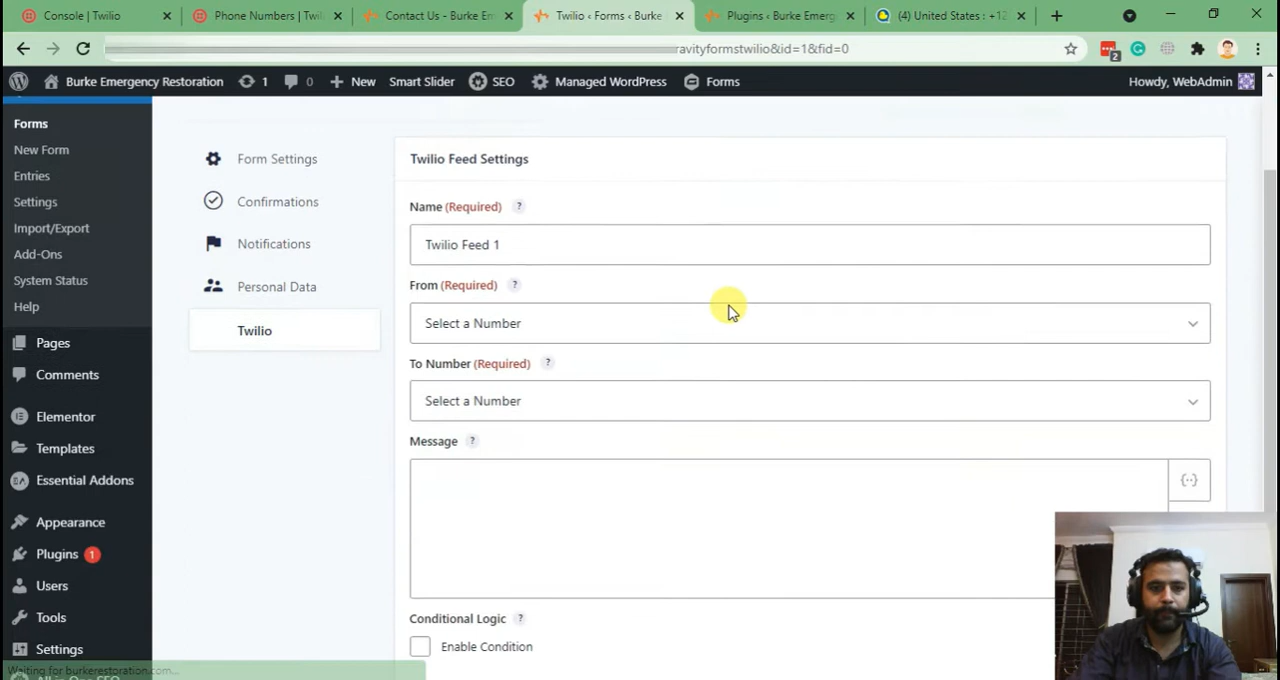 Console | Twilio
Phone Numbers | Twi
Contact Us - Burke Em
Twilio ‹ Forms ‹ Burke
Plugins ‹ Burke Emerg
(4) United States : +12
ravityformstwilio&id=1&fid=0
2
Burke Emergency Restoration
1
0
New
Smart Slider
SEO
Managed WordPress
Forms
Howdy, WebAdmin
Forms
New Form
Entries
Settings
Import/Export
Add-Ons
System Status
Help
Pages
Comments
Elementor
Templates
Essential Addons
Appearance
Plugins 1
Users
Tools
Settings
Waiting for burkerestoration.com...
Form Settings
Confirmations
Notifications
Personal Data
Twilio
Twilio Feed Settings
Name (Required) ?
Twilio Feed 1
From (Required) ?
Select a Number
To Number (Required) ?
Select a Number
Message ?
Conditional Logic ?
Enable Condition